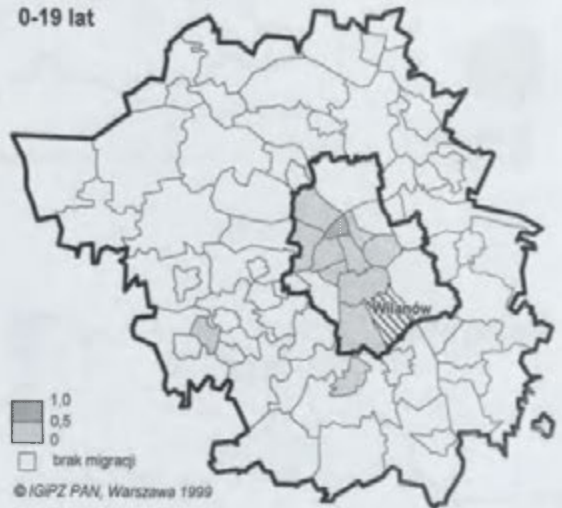 0-19 lat
Wilanów
1,0
0,5
0
brak migracji
© IGiPZ PAN, Warszawa 1999